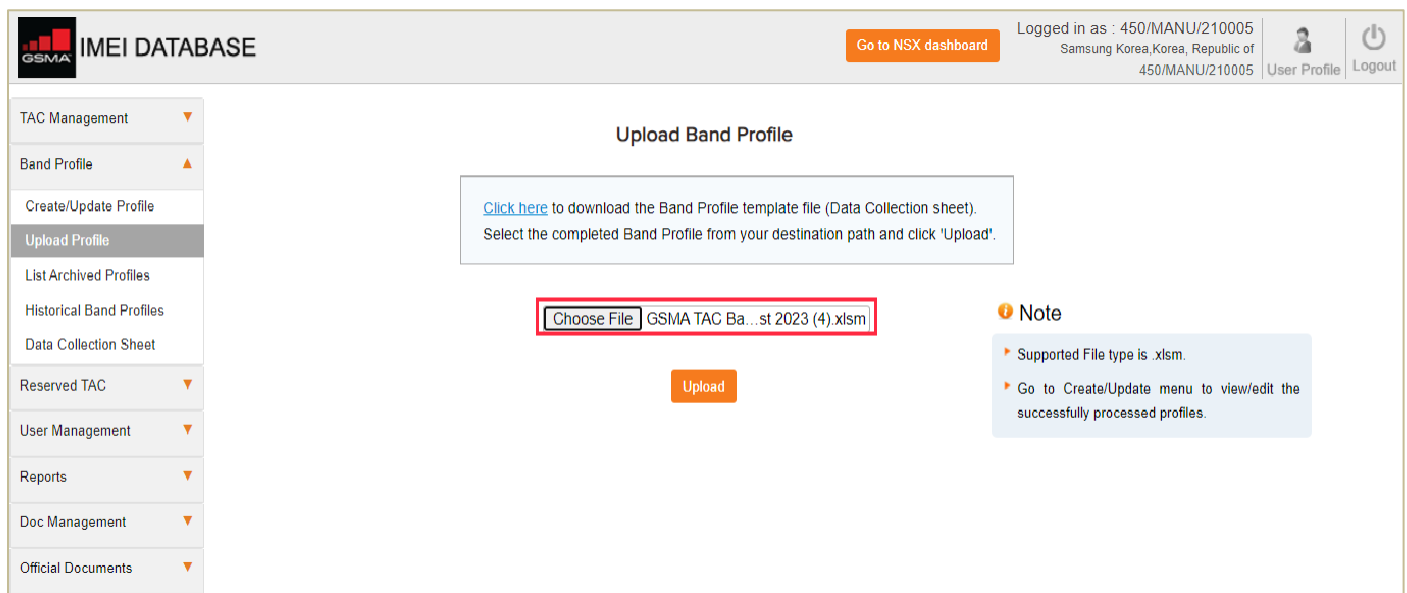 GSMA
IMEI DATABASE
Go to NSX dashboard
Logged in as : 450/MANU/210005
Samsung Korea,Korea, Republic of
450/MANU/210005
User Profile
Logout
TAC Management
Band Profile
Create/Update Profile
Upload Profile
List Archived Profiles
Historical Band Profiles
Data Collection Sheet
Reserved TAC
User Management
Reports
Doc Management
Official Documents
Upload Band Profile
Click here to download the Band Profile template file (Data Collection sheet).
Select the completed Band Profile from your destination path and click 'Upload'.
Choose File GSMA TAC Ba...st 2023 (4).xlsm
Upload
Note
Supported File type is .xlsm.
Go to Create/Update menu to view/edit the
successfully processed profiles.